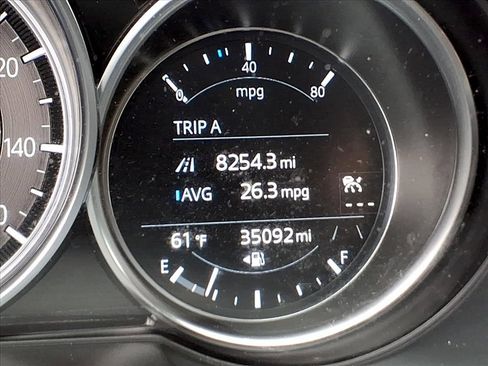 20
140
40
0
80
mpg
TRIP A
8254.3 mi
AVG 26.3 mpg
---
61°F 35092 mi
E F